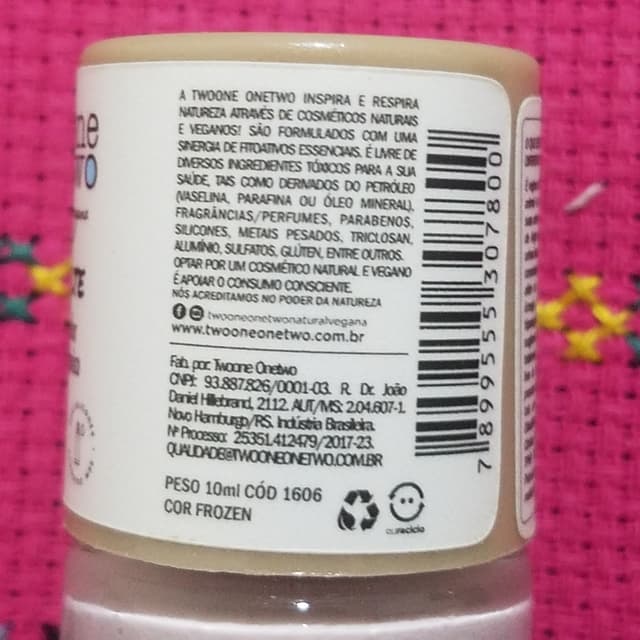 A TWOONE ONETWO INSPIRA E RESPIRA
NATUREZA ATRAVÉS DE COSMÉTICOS NATURAIS
E VEGANOS! SÃO FORMULADOS COM UMA
SINERGIA DE FITOATIVOS ESSENCIAIS. É LIVRE DE
DIVERSOS INGREDIENTES TÓXICOS PARA A SUA
SAÚDE, TAIS COMO DERIVADOS DO PETRÓLEO
(VASELINA, PARAFINA OU ÓLEO MINERAL),
FRAGRÂNCIAS/PERFUMES, PARABENOS,
SILICONES, METAIS PESADOS, TRICLOSAN,
ALUMÍNIO, SULFATOS, GLÚTEN, ENTRE OUTROS.
OPTAR POR UM COSMÉTICO NATURAL E VEGANO
É APOIAR O CONSUMO CONSCIENTE.
NÓS ACREDITAMOS NO PODER DA NATUREZA
twooneonetwonaturalvegana
www.twooneonetwo.com.br
Fab. por: Twoone Onetwo
CNPJ: 93.887.826/0001-03. R. Dr. João
Daniel Hillebrand, 2112. AUT/MS: 2.04.607-1.
Novo Hamburgo/RS. Indústria Brasileira.
Nº Processo: 25351.412479/2017-23.
QUALIDADE@TWOONEONETWO.COM.BR
PESO 10ml CÓD 1606
COR FROZEN
eureciclo
7899555307800